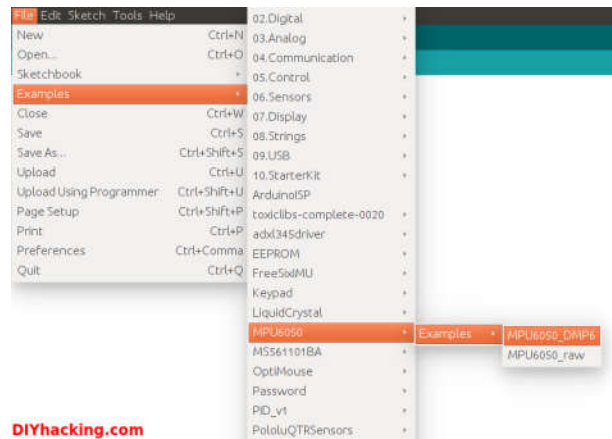 File Edit Sketch Tools Help
New Ctrl+N
Open... Ctrl+O
Sketchbook
Examples
Close Ctrl+W
Save Ctrl+S
Save As... Ctrl+Shift+S
Upload Ctrl+U
Upload Using Programmer Ctrl+Shift+U
Page Setup Ctrl+Shift+P
Print Ctrl+P
Preferences Ctrl+Comma
Quit Ctrl+Q
02.Digital
03.Analog
04.Communication
05.Control
06.Sensors
07.Display
08.Strings
09.USB
10.StarterKit
ArduinoISP
toxiclibs-complete-0020
adxl345driver
EEPROM
FreeSixIMU
Keypad
LiquidCrystal
MPU6050
MS561101BA
OptiMouse
Password
PID_v1
PololuQTRSensors
Examples
MPU6050_DMP6
MPU6050_raw
DIYhacking.com